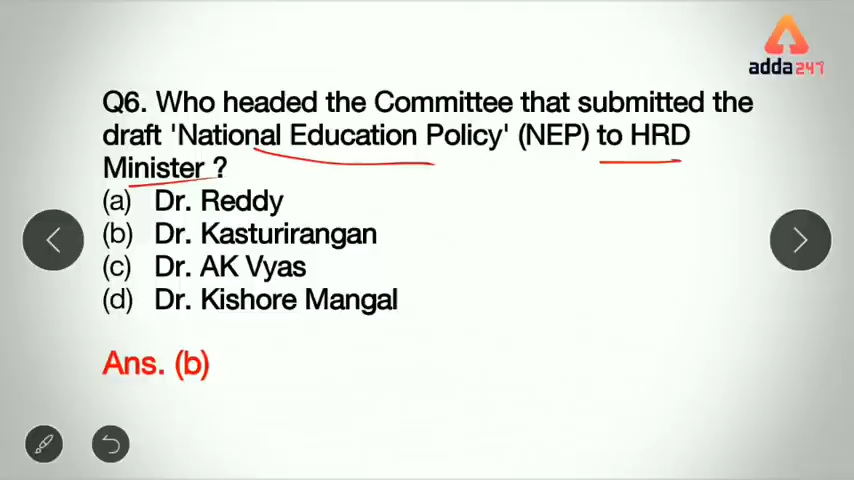 adda247
Q6. Who headed the Committee that submitted the
draft 'National Education Policy' (NEP) to HRD
Minister ?
(a) Dr. Reddy
(b) Dr. Kasturirangan
(c) Dr. AK Vyas
(d) Dr. Kishore Mangal
Ans. (b)